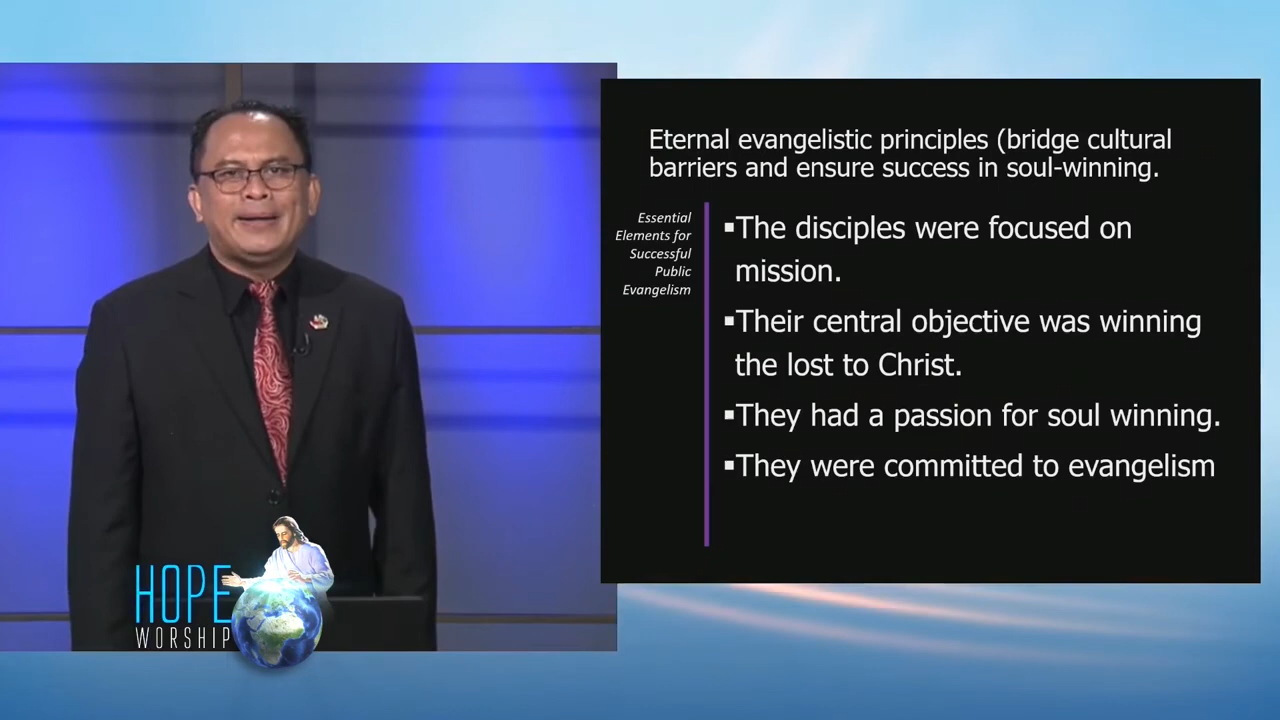 Eternal evangelistic principles (bridge cultural
barriers and ensure success in soul-winning.
Essential
Elements for
Successful
Public
Evangelism
▪The disciples were focused on
mission.
▪Their central objective was winning
the lost to Christ.
▪They had a passion for soul winning.
▪They were committed to evangelism
HOPE
WORSHIP